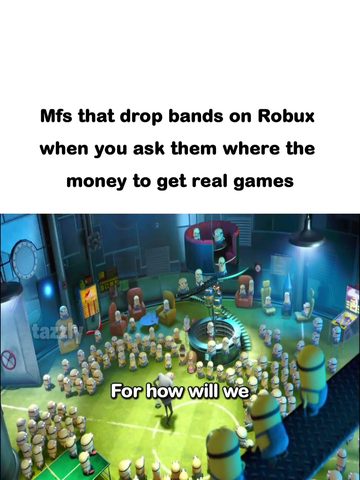 Mfs that drop bands on Robux
when you ask them where the
money to get real games
tazzly
For how will we